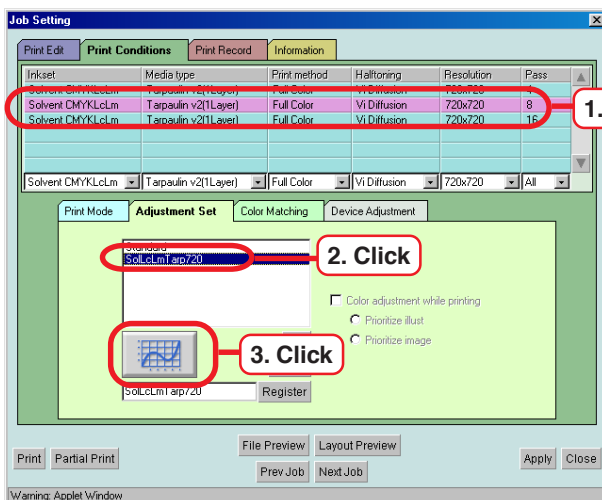 Job Setting
Print Edit Print Conditions Print Record Information
Inkset Media type Print method Halftoning Resolution Pass
Solvent CMYKLcLm Tarpaulin v2(1Layer) Full Color Vi Diffusion 720x720 4
Solvent CMYKLcLm Tarpaulin v2(1Layer) Full Color Vi Diffusion 720x720 8
1.
Solvent CMYKLcLm Tarpaulin v2(1Layer) Full Color Vi Diffusion 720x720 16
Solvent CMYKLcLm Tarpaulin v2(1Layer) Full Color Vi Diffusion 720x720 All
Print Mode Adjustment Set Color Matching Device Adjustment
Standard
SolLcLmTarp720
2. Click
Color adjustment while printing
Prioritize illust
Prioritize image
3. Click
SolLcLmTarp720 Register
File Preview Layout Preview
Print Partial Print Apply Close
Prev Job Next Job
Warning: Applet Window